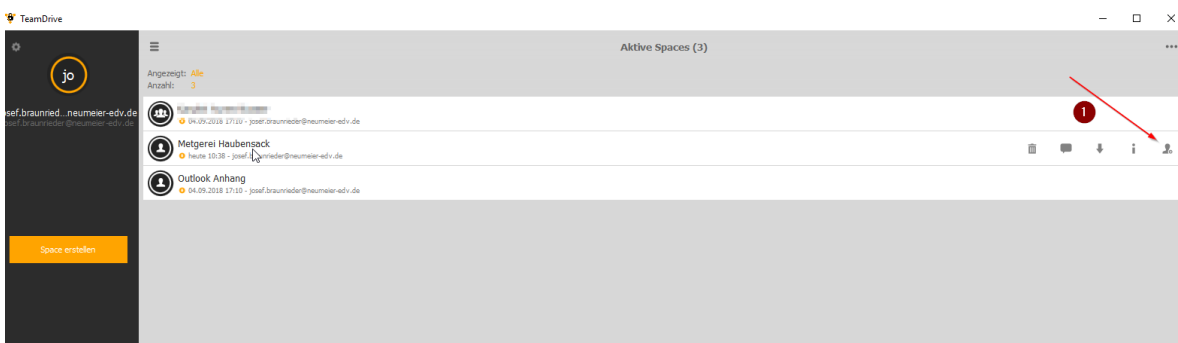 TeamDrive
jo
Aktive Spaces (3)
Angezeigt: Alle
Anzahl: 3
sef.braunried...neumeier-edv.de
osef.braunrieder@neumeier-edv.de
04.09.2018 17:10 - josef.braunrieder@neumeier-edv.de
1
Metgerei Haubensack
heute 10:38 - josef.braunrieder@neumeier-edv.de
Outlook Anhang
04.09.2018 17:10 - josef.braunrieder@neumeier-edv.de
Space erstellen